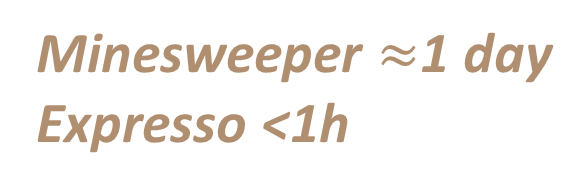 Minesweeper ≈1 day
Expresso <1h